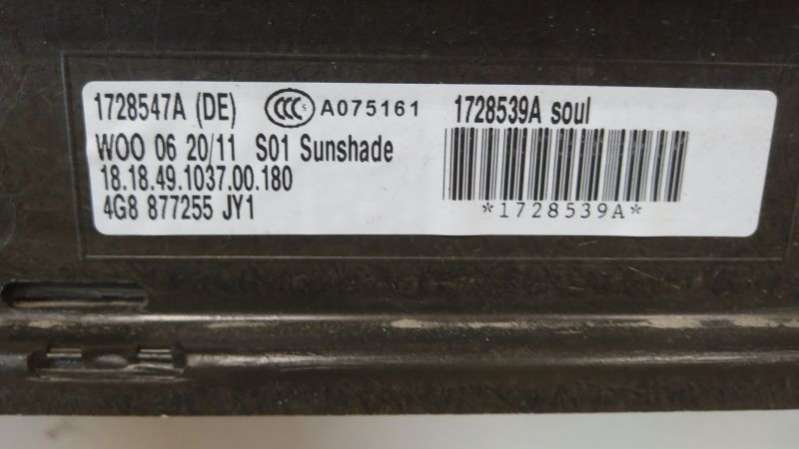 1728547A (DE) CCC S A075161 1728539A soul
WOO 06 20/11 S01 Sunshade
18.18.49.1037.00.180
4G8 877255 JY1
*1728539A*